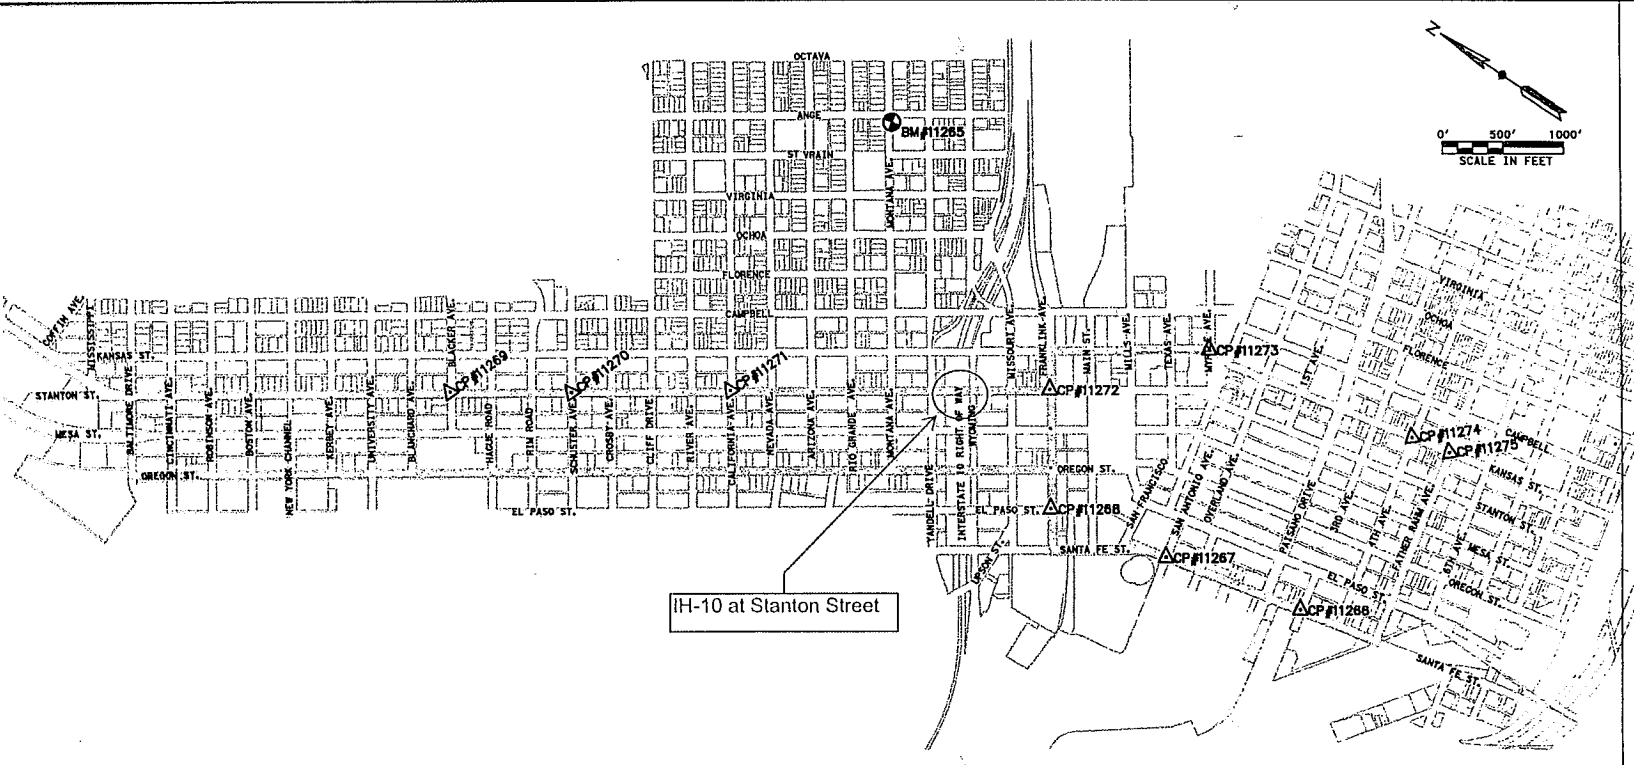 OCTAVA
N
ANGE
BM#11265
0' 500' 1000'
SCALE IN FEET
ST VRAIN
MONTANA AVE.
VIRGINIA
OCHOA
FLORENCE
CAMPBELL
COFFIN AVE.
MISSISSIPPI
KANSAS ST.
STANTON ST.
MESA ST.
OREGON ST.
EL PASO ST.
BALTIMORE DRIVE
CINCINNATI AVE.
ROBINSON AVE.
BOSTON AVE.
NEW YORK CHANNEL
KERBEY AVE.
UNIVERSITY AVE.
BLANCHARD AVE.
BLACKER AVE.
CP#11269
HAGUE ROAD
RIM ROAD
SCHUSTER AVE.
CP#11270
CROSBY AVE.
CLIFF DRIVE
RIVER AVE.
CALIFORNIA AVE.
CP#11271
NEVADA AVE.
ARIZONA AVE.
RIO GRANDE AVE.
MONTANA AVE.
YANDELL DRIVE
INTERSTATE 10 RIGHT OF WAY
WYOMING
MISSOURI AVE.
FRANKLINK AVE.
MAIN ST.
MILLS AVE.
TEXAS AVE.
CP#11273
CP#11272
OREGON ST.
EL PASO ST.
CP#11268
SANTA FE ST.
UPSON ST.
SAN FRANCISCO
SAN ANTONIO AVE.
OVERLAND AVE.
CP#11267
1ST AVE.
PAISANO DRIVE
3RD AVE.
4TH AVE.
FATHER RAHM AVE.
6TH AVE.
VIRGINIA
OCHOA
FLORENCE
CP#11274
CP#11275
CAMPBELL
KANSAS ST.
STANTON ST.
MESA ST.
OREGON ST.
EL PASO ST.
CP#11266
SANTA FE ST.
IH-10 at Stanton Street